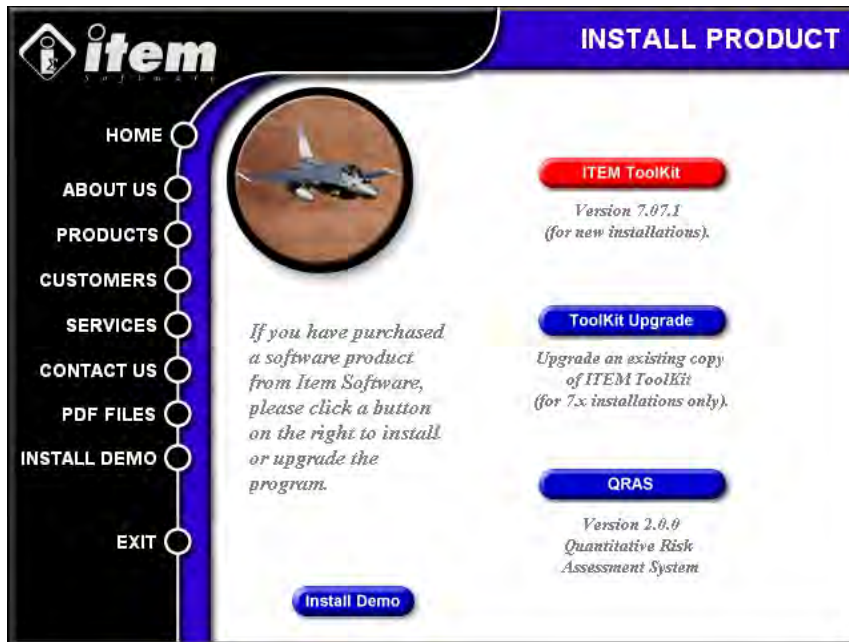 item
Software
INSTALL PRODUCT
HOME
ABOUT US
PRODUCTS
CUSTOMERS
SERVICES
CONTACT US
PDF FILES
INSTALL DEMO
EXIT
If you have purchased
a software product
from Item Software,
please click a button
on the right to install
or upgrade the
program.
Install Demo
ITEM ToolKit
Version 7.07.1
(for new installations).
ToolKit Upgrade
Upgrade an existing copy
of ITEM ToolKit
(for 7.x installations only).
QRAS
Version 2.0.0
Quantitative Risk
Assessment System